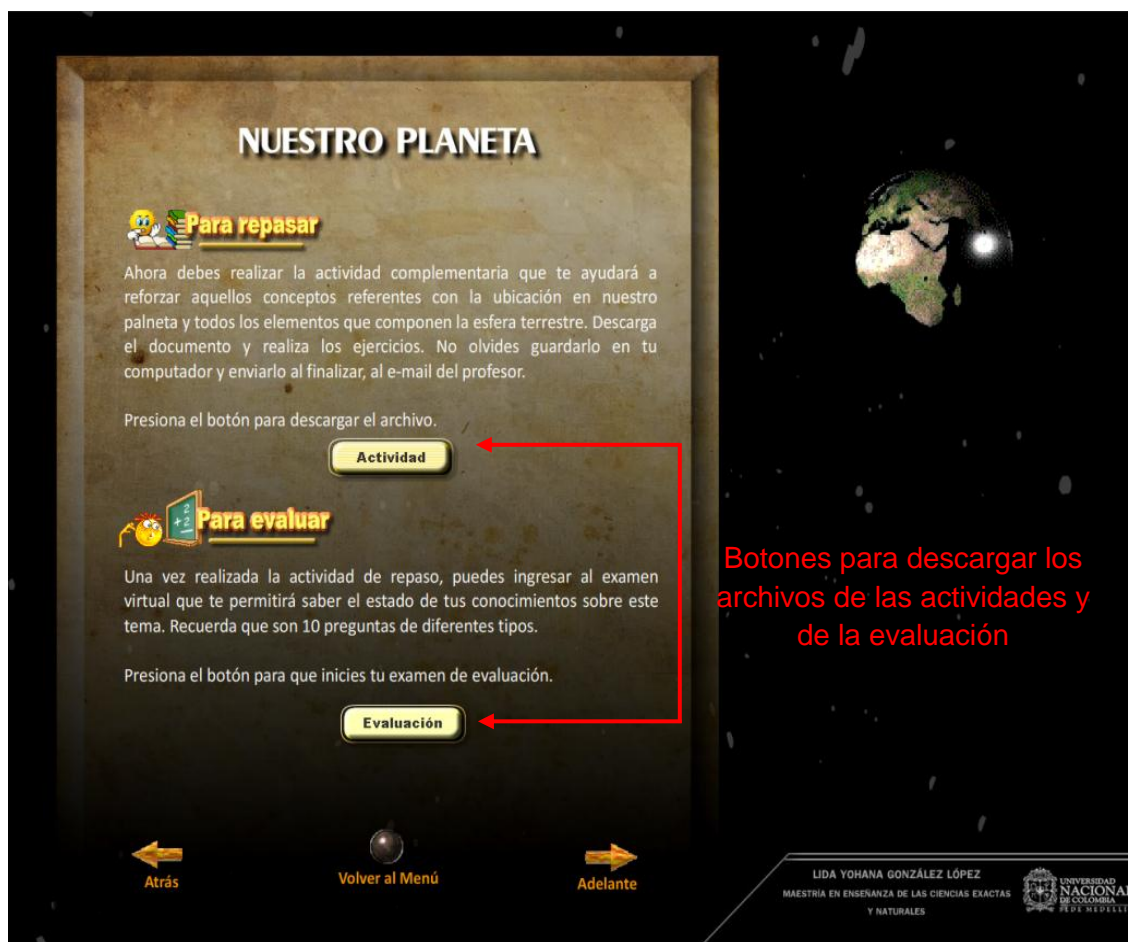 NUESTRO PLANETA
Para repasar
Ahora debes realizar la actividad complementaria que te ayudará a
reforzar aquellos conceptos referentes con la ubicación en nuestro
palneta y todos los elementos que componen la esfera terrestre. Descarga
el documento y realiza los ejercicios. No olvides guardarlo en tu
computador y enviarlo al finalizar, al e-mail del profesor.
Presiona el botón para descargar el archivo.
Actividad
2
+2
Para evaluar
Una vez realizada la actividad de repaso, puedes ingresar al examen
virtual que te permitirá saber el estado de tus conocimientos sobre este
tema. Recuerda que son 10 preguntas de diferentes tipos.
Presiona el botón para que inicies tu examen de evaluación.
Evaluación
Botones para descargar los
archivos de las actividades y
de la evaluación
Atrás
Volver al Menú
Adelante
LIDA YOHANA GONZÁLEZ LÓPEZ
MAESTRÍA EN ENSEÑANZA DE LAS CIENCIAS EXACTAS
Y NATURALES
UNIVERSIDAD
NACIONAL
DE COLOMBIA
SEDE MEDELLÍ